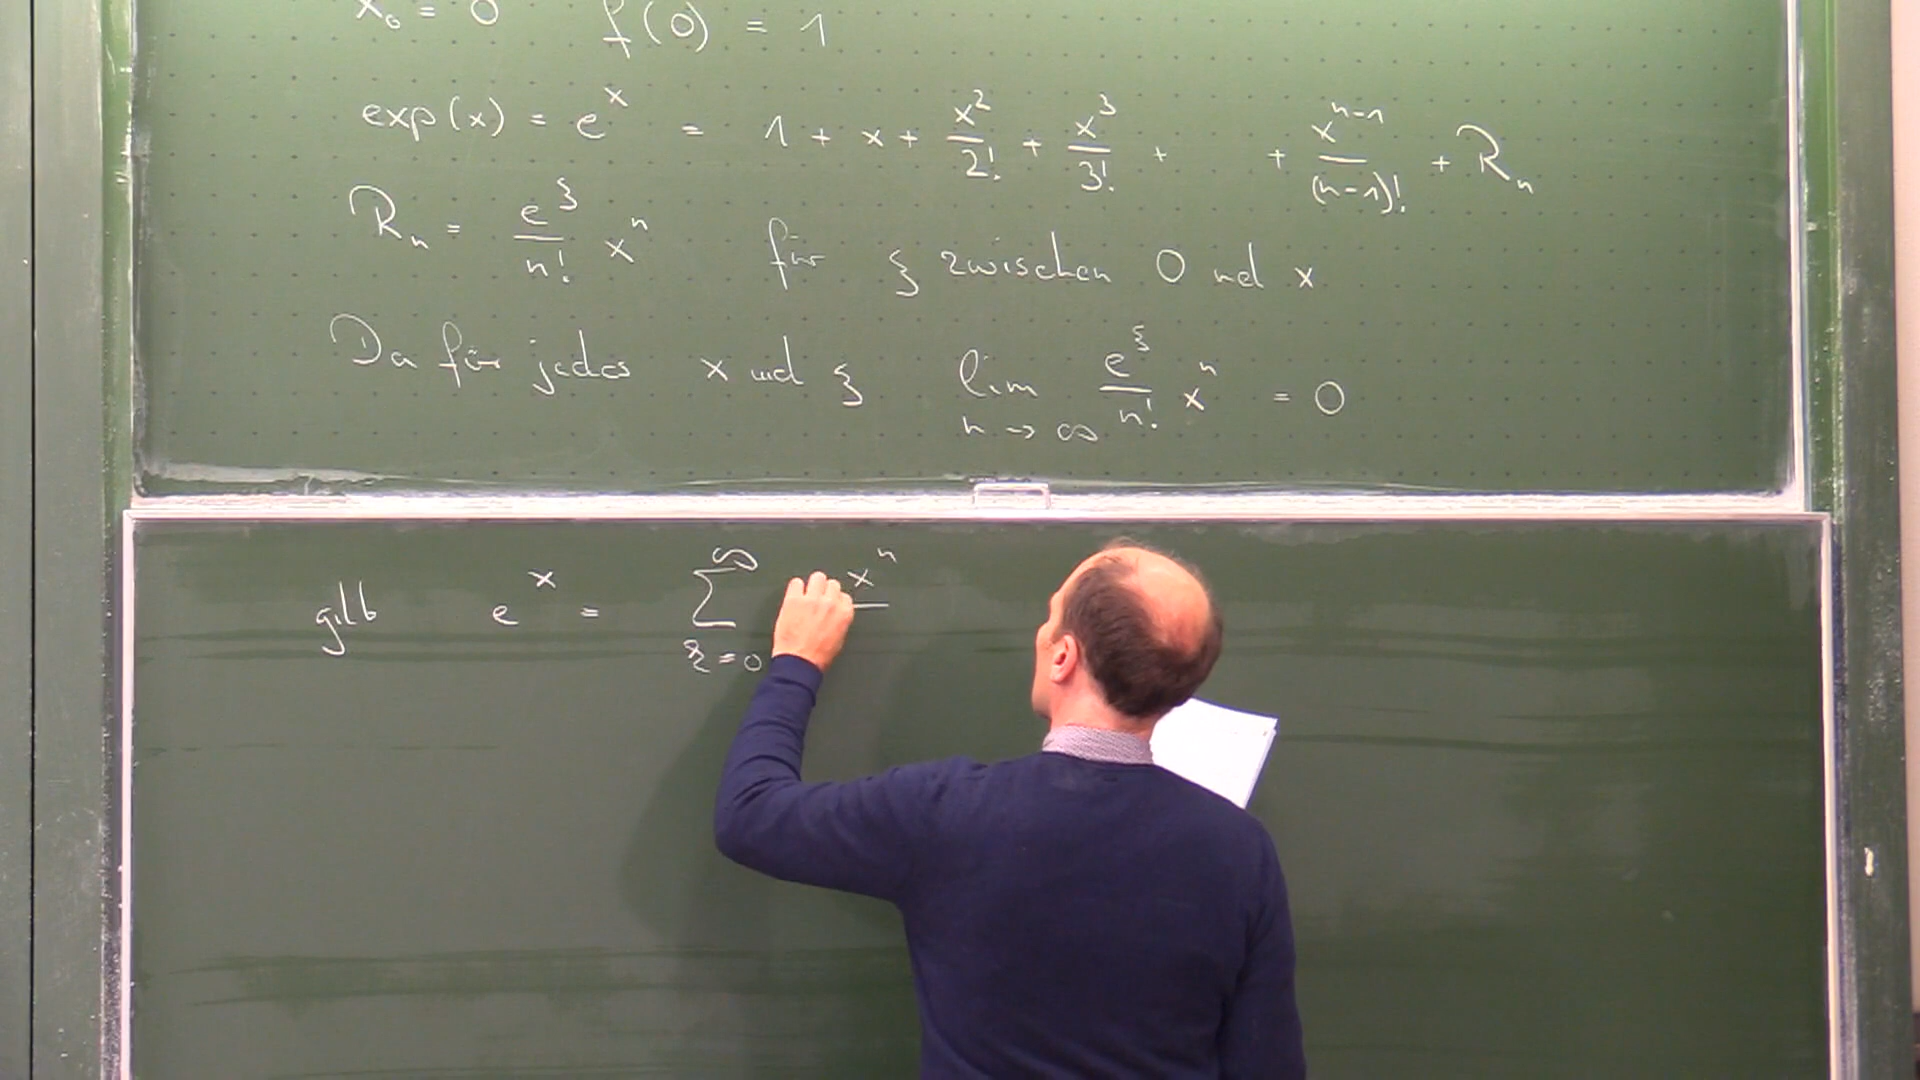 x₀ = 0 f(0) = 1
exp(x) = eˣ = 1 + x + x²/2! + x³/3! + + xⁿ⁻¹/(n-1)! + Rₙ
Rₙ = e^ξ/n! xⁿ für ξ zwischen 0 und x
Da für jedes x und ξ lim n→∞ e^ξ/n! xⁿ = 0
gilt eˣ = ∑ k=0 ∞ xⁿ